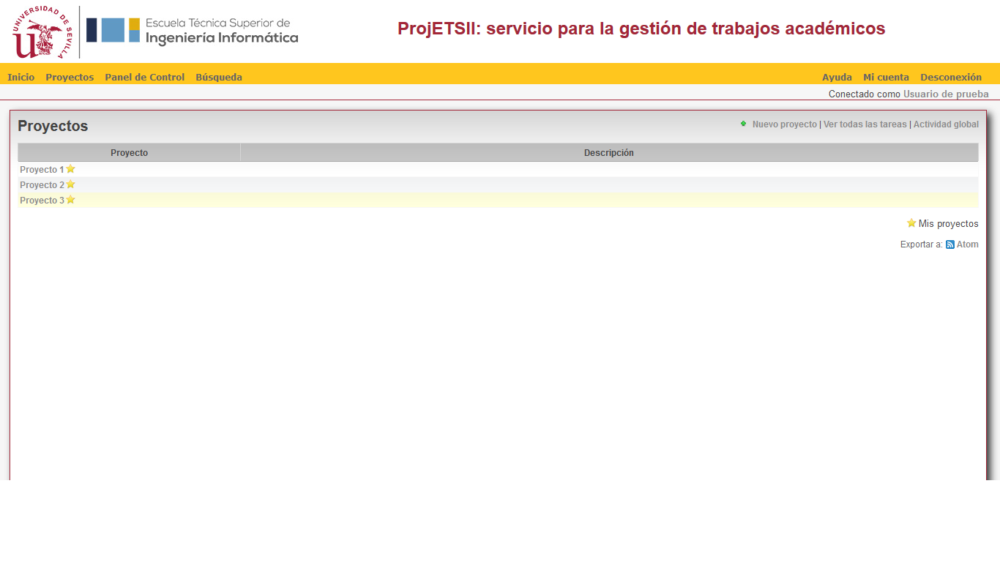 UNIVERSIDAD DE SEVILLA
Escuela Técnica Superior de
Ingeniería Informática
ProjETSII: servicio para la gestión de trabajos académicos
Inicio Proyectos Panel de Control Búsqueda Ayuda Mi cuenta Desconexión
Conectado como Usuario de prueba
Proyectos Nuevo proyecto | Ver todas las tareas | Actividad global
Proyecto Descripción
Proyecto 1
Proyecto 2
Proyecto 3
Mis proyectos
Exportar a: Atom